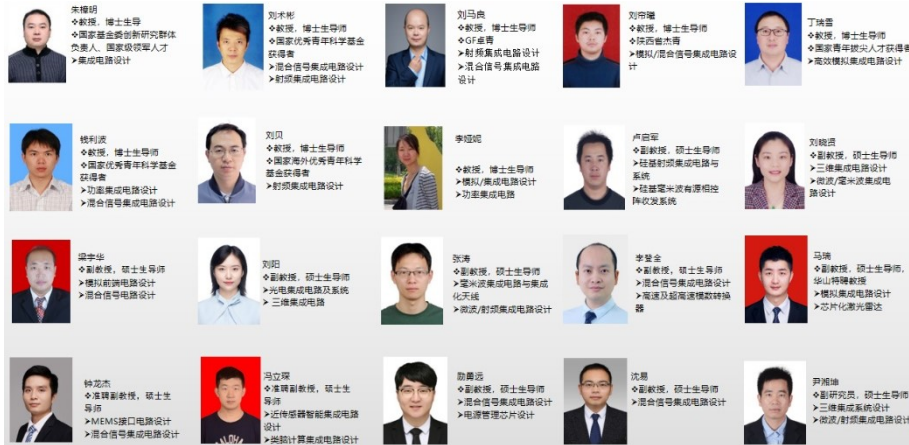 朱樟明
❖教授，博士生导
❖国家基金委创新研究群体
负责人，国家级领军人才
➤集成电路设计
刘术彬
❖教授，博士生导师
❖国家优秀青年科学基金
获得者
➤混合信号集成电路设计
➤射频集成电路设计
刘马良
❖教授，博士生导师
❖GF卓青
➤射频集成电路设计
➤混合信号集成电路
设计
刘帘曦
❖教授，博士生导师
❖陕西省杰青
➤模拟/混合信号集成电路设
计
丁瑞雪
❖教授，博士生导师
❖国家青年拔尖人才获得者
➤高效模拟集成电路设计
钱利波
❖教授，博士生导师
❖国家优秀青年科学基金
获得者
➤功率集成电路设计
➤混合信号集成电路设计
刘贝
❖教授，博士生导师
❖国家海外优秀青年科学
基金获得者
➤射频集成电路设计
李娅妮
❖教授，博士生导师
➤模拟/集成电路设计
➤功率集成电路
卢启军
❖副教授，硕士生导师
➤硅基射频集成电路与
系统
➤硅基毫米波有源相控
阵收发系统
刘晓贤
❖副教授，硕士生导师
➤三维集成电路设计
➤微波/毫米波集成电
路设计
梁宇华
❖副教授，硕士生导师
➤模拟前端电路设计
➤混合信号电路设计
刘阳
❖副教授，硕士生导师
➤光电集成电路及系统
➤三维集成电路
张涛
❖副教授，硕士生导师
➤毫米波集成电路与集成
化天线
➤微波/射频集成电路设计
李登全
❖副教授，硕士生导师
➤混合信号集成电路设计
➤高速及超高速模数转换
器
马瑞
❖副教授，硕士生导师，
华山特聘教授
➤模拟集成电路设计
➤芯片化激光雷达
钟龙杰
❖准聘副教授，硕士生
导师
➤MEMS接口电路设计
➤混合信号集成电路设计
冯立琛
❖准聘副教授，硕士生
导师
➤近传感器智能集成电路
设计
➤类脑计算集成电路设计
励勇远
❖副教授，硕士生导师
➤混合信号集成电路设计
➤电源管理芯片设计
沈易
❖副教授，硕士生导师
➤混合信号集成电路设计
尹湘坤
❖副研究员，硕士生导师
➤三维集成系统设计
➤微波/射频集成电路设计